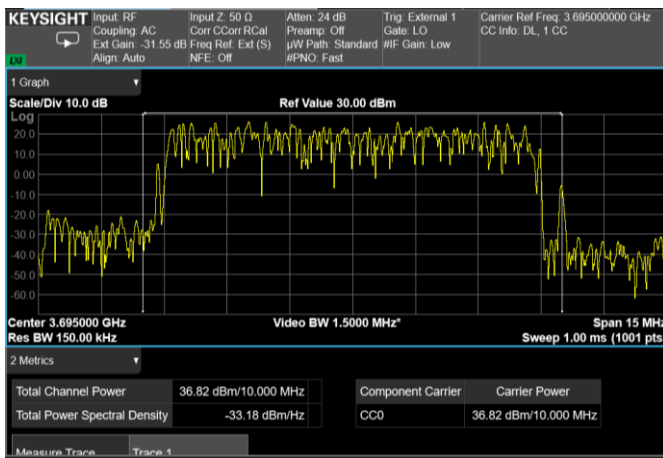 KEYSIGHT Input: RF Input Z: 50 Ω Atten: 24 dB Trig: External 1 Carrier Ref Freq: 3.695000000 GHz
Coupling: AC Corr CCorr RCal Preamp: Off Gate: LO CC Info: DL, 1 CC
Ext Gain: -31.55 dB Freq Ref: Ext (S) µW Path: Standard #IF Gain: Low
LXI Align: Auto NFE: Off #PNO: Fast
1 Graph
Scale/Div 10.0 dB Ref Value 30.00 dBm
Log
20.0
10.0
0.00
-10.0
-20.0
-30.0
-40.0
-50.0
-60.0
Center 3.695000 GHz Video BW 1.5000 MHz* Span 15 MHz
Res BW 150.00 kHz Sweep 1.00 ms (1001 pts
2 Metrics
Total Channel Power 36.82 dBm/10.000 MHz Component Carrier Carrier Power
Total Power Spectral Density -33.18 dBm/Hz CC0 36.82 dBm/10.000 MHz
Measure Trace Trace 1